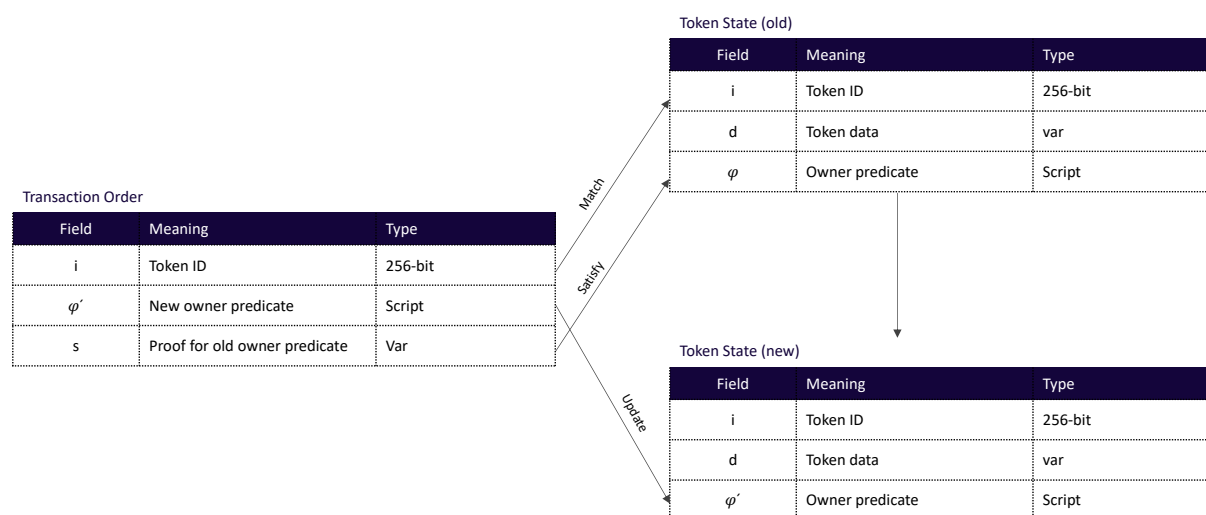 Token State (old)
Field Meaning Type
i Token ID 256-bit
d Token data var
φ Owner predicate Script
Match
Satisfy
Transaction Order
Field Meaning Type
i Token ID 256-bit
φ´ New owner predicate Script
s Proof for old owner predicate Var
Update
Token State (new)
Field Meaning Type
i Token ID 256-bit
d Token data var
φ´ Owner predicate Script